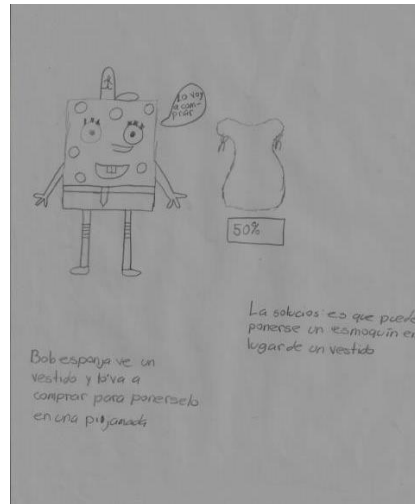 Lo voy
a com-
prar
50%
La solucios es que puede
ponerse un esmoquin en
lugar de un vestido
Bob esponja ve un
vestido y lo va a
comprar para ponerselo
en una pijamada